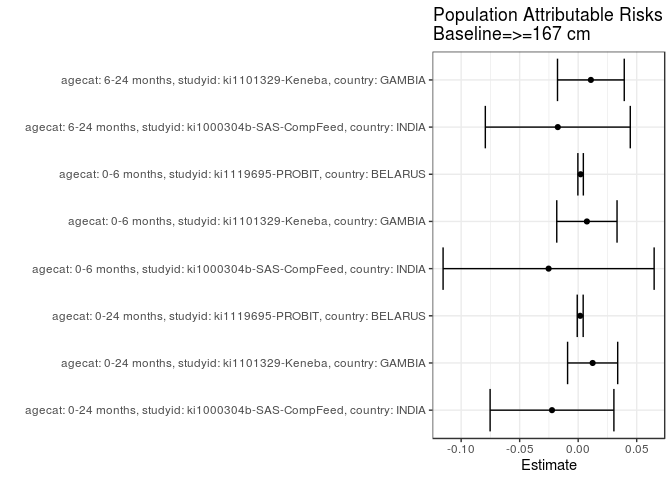 Population Attributable Risks
Baseline=>=167 cm
agecat: 6-24 months, studyid: ki1101329-Keneba, country: GAMBIA
agecat: 6-24 months, studyid: ki1000304b-SAS-CompFeed, country: INDIA
agecat: 0-6 months, studyid: ki1119695-PROBIT, country: BELARUS
agecat: 0-6 months, studyid: ki1101329-Keneba, country: GAMBIA
agecat: 0-6 months, studyid: ki1000304b-SAS-CompFeed, country: INDIA
agecat: 0-24 months, studyid: ki1119695-PROBIT, country: BELARUS
agecat: 0-24 months, studyid: ki1101329-Keneba, country: GAMBIA
agecat: 0-24 months, studyid: ki1000304b-SAS-CompFeed, country: INDIA
-0.10 -0.05 0.00 0.05
Estimate